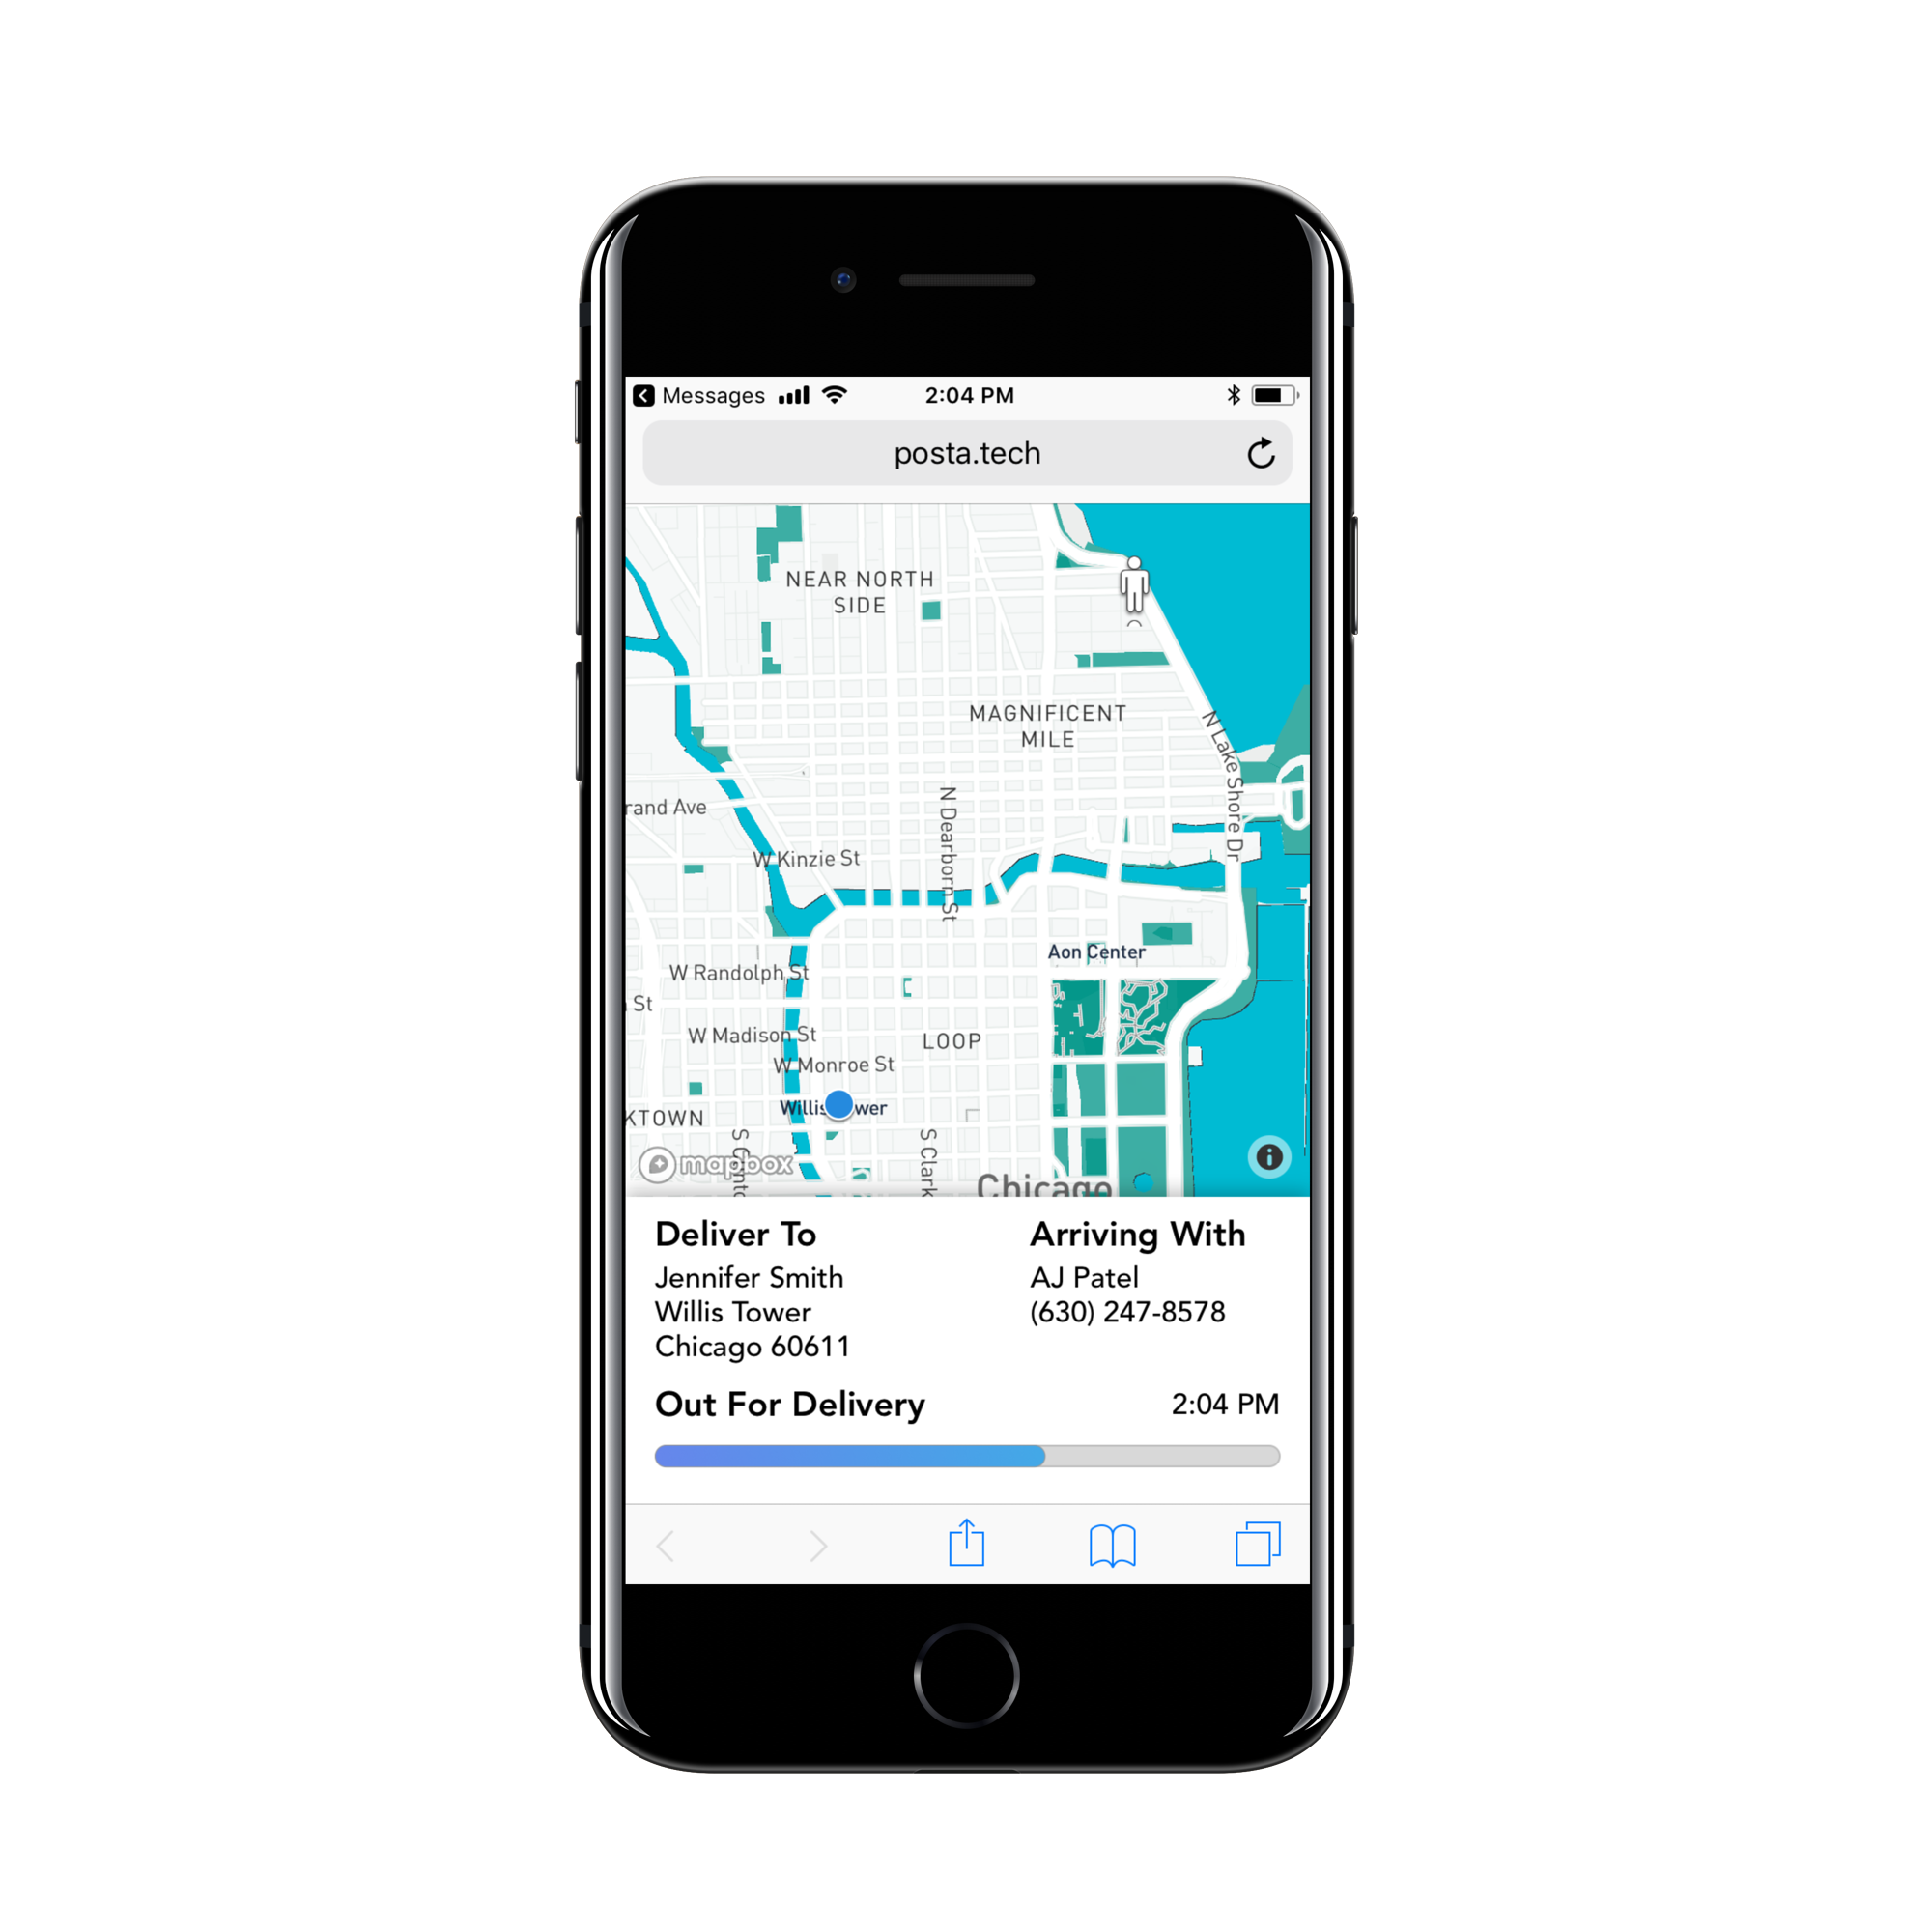 Messages
2:04 PM
posta.tech
NEAR NORTH
SIDE
MAGNIFICENT
MILE
N Lake Shore Dr
rand Ave
N Dearborn St
W Kinzie St
Aon Center
W Randolph St
St
W Madison St
LOOP
W Monroe St
Willis wer
KTOWN
S Clark
mapbox
Chicago
Deliver To
Arriving With
Jennifer Smith
AJ Patel
Willis Tower
(630) 247-8578
Chicago 60611
Out For Delivery
2:04 PM